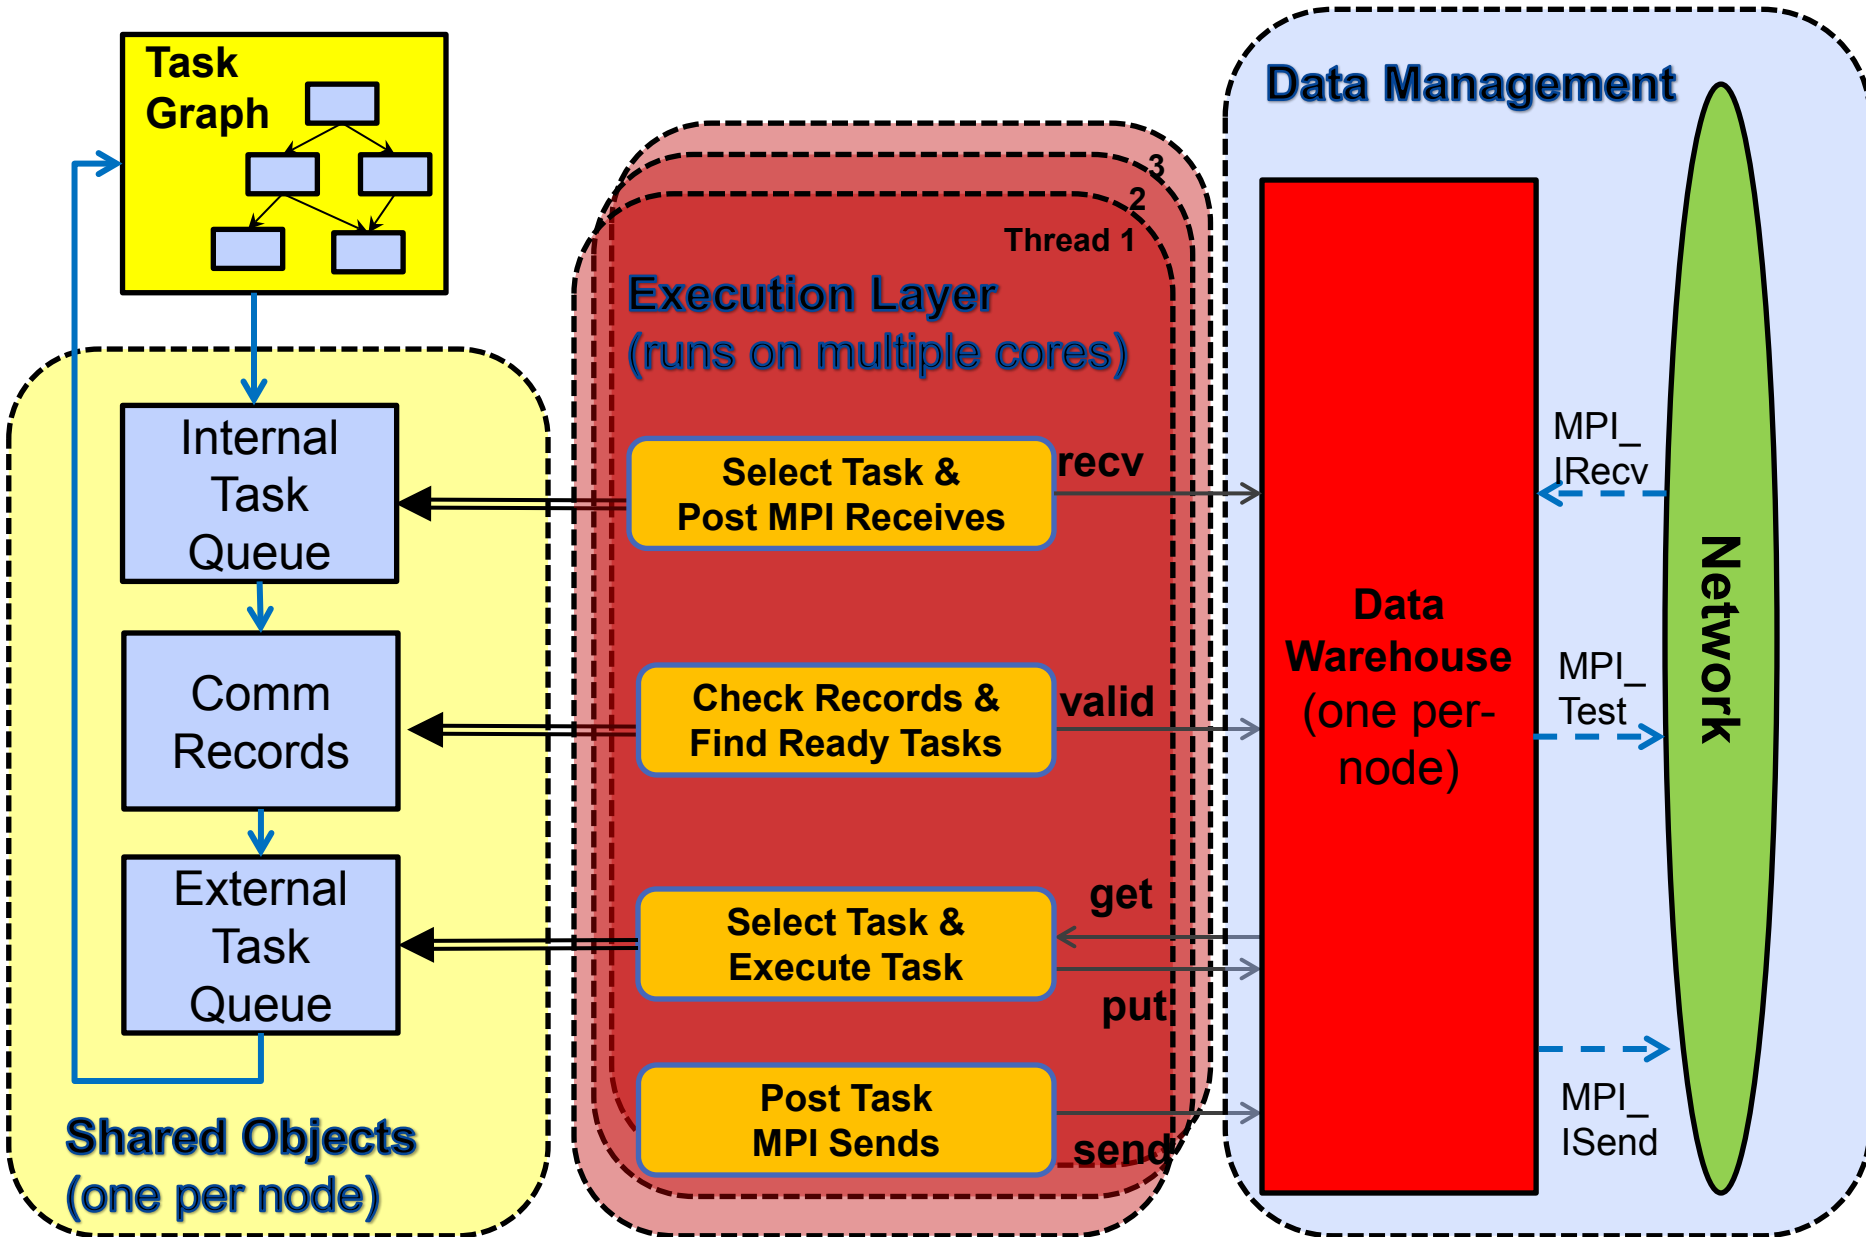 Task
Graph
Internal
Task
Queue
Comm
Records
External
Task
Queue
Shared Objects
(one per node)
3
2
Thread 1
Execution Layer
(runs on multiple cores)
Select Task &
Post MPI Receives
recv
Check Records &
Find Ready Tasks
valid
Select Task &
Execute Task
get
put
Post Task
MPI Sends
send
Data Management
Data
Warehouse
(one per-
node)
MPI_
IRecv
MPI_
Test
MPI_
ISend
Network